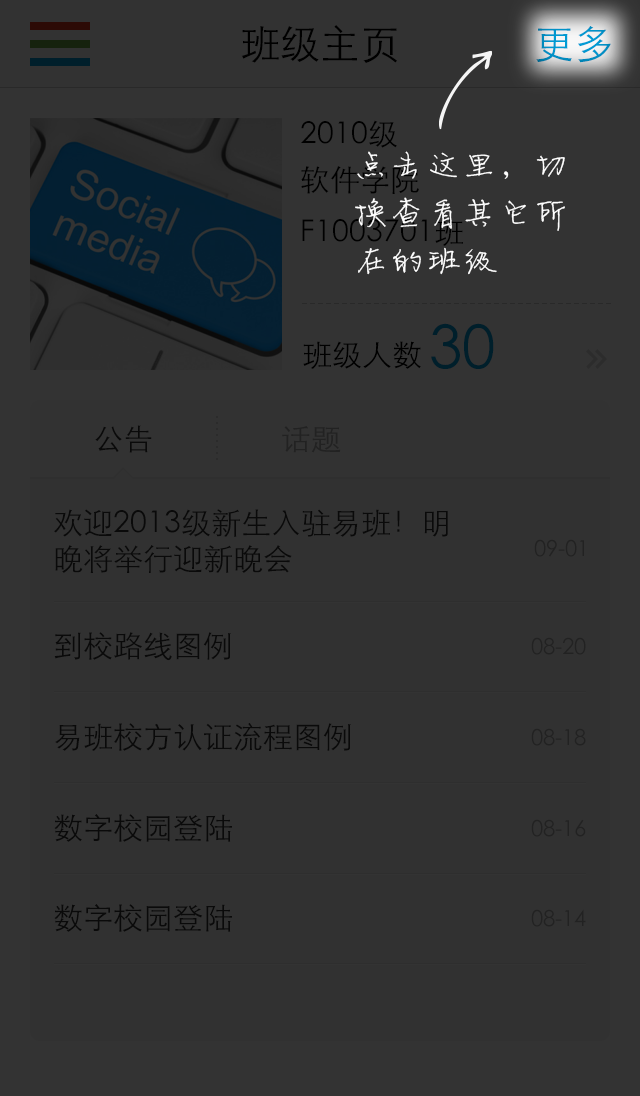 班级主页
更多
Social
media
2010级
软件学院
F1003701班
点击这里，切
换查看其它所
在的班级
班级人数 30
»
公告
话题
欢迎2013级新生入驻易班！明
晚将举行迎新晚会
09-01
到校路线图例
08-20
易班校方认证流程图例
08-18
数字校园登陆
08-16
数字校园登陆
08-14